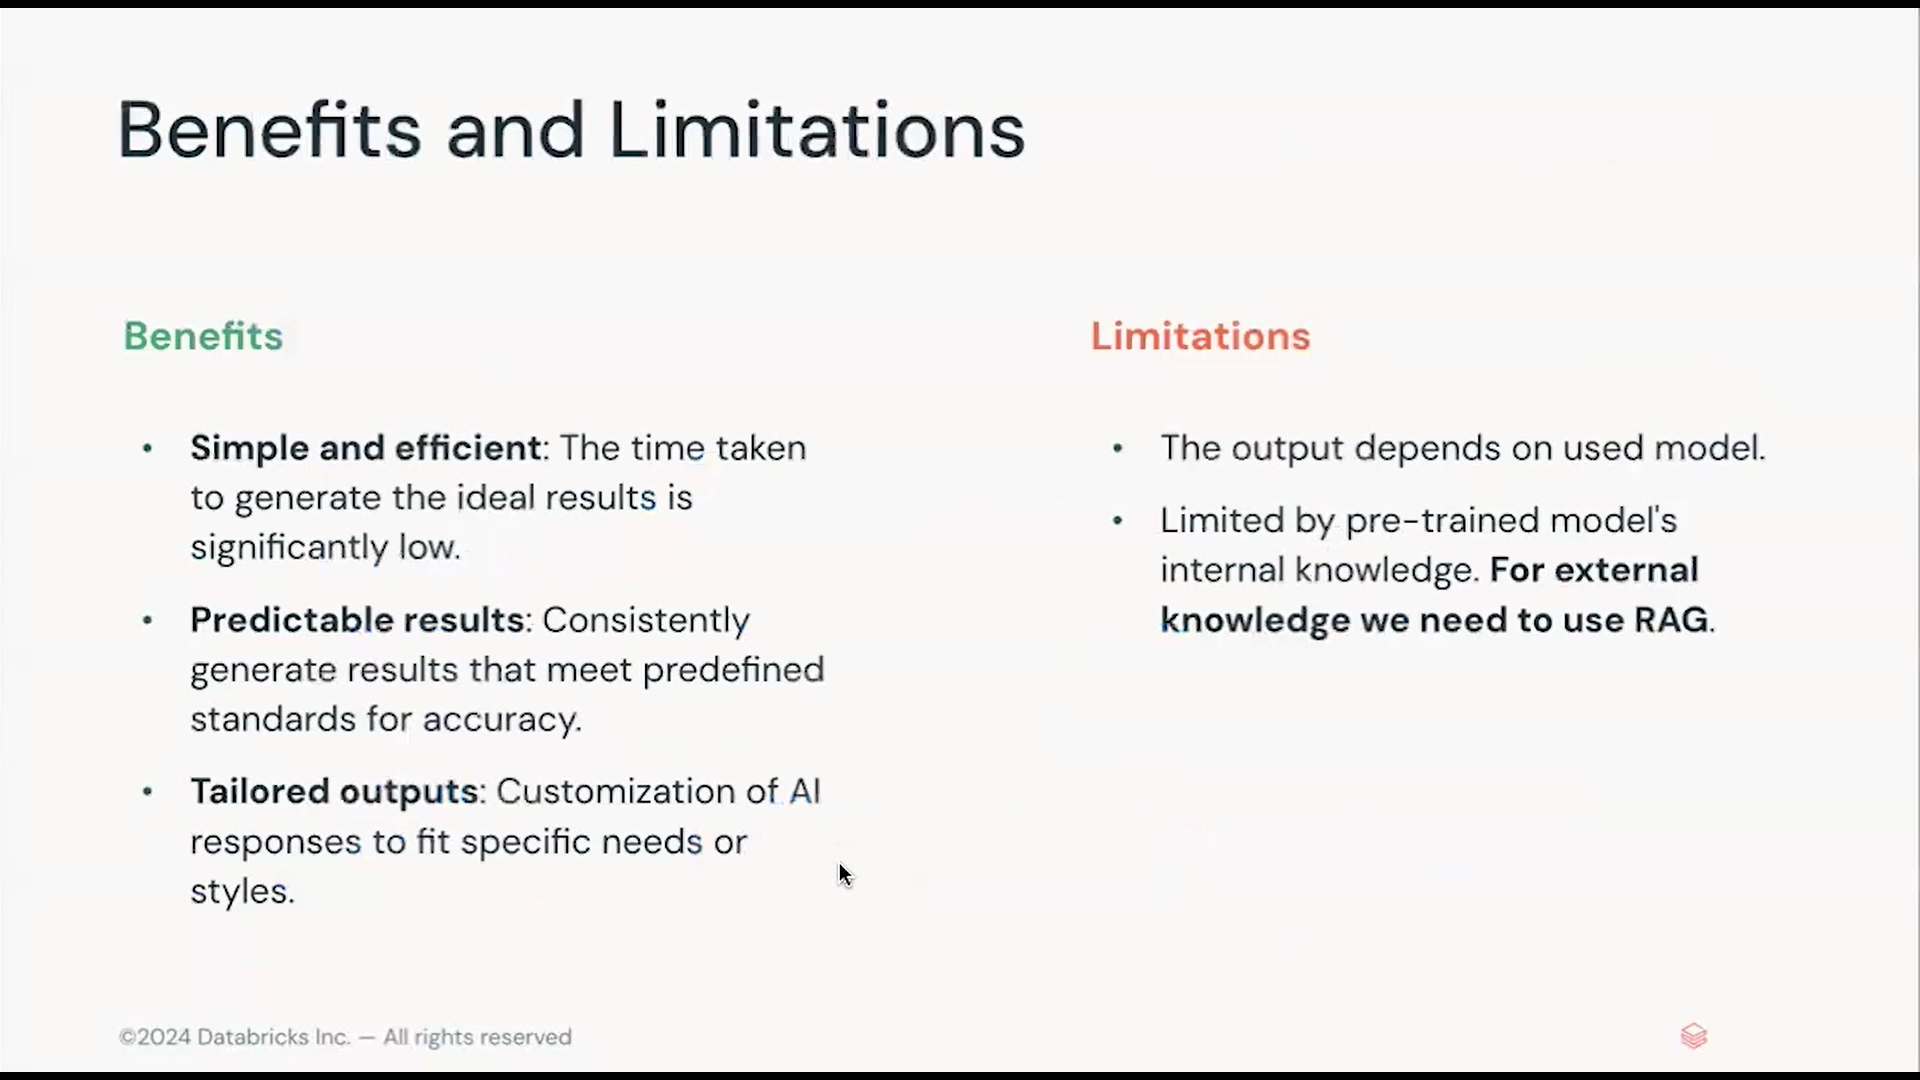 Benefits and Limitations
Benefits
• Simple and efficient: The time taken
to generate the ideal results is
significantly low.
• Predictable results: Consistently
generate results that meet predefined
standards for accuracy.
• Tailored outputs: Customization of AI
responses to fit specific needs or
styles.
Limitations
• The output depends on used model.
• Limited by pre-trained model's
internal knowledge. For external
knowledge we need to use RAG.
©2024 Databricks Inc. — All rights reserved